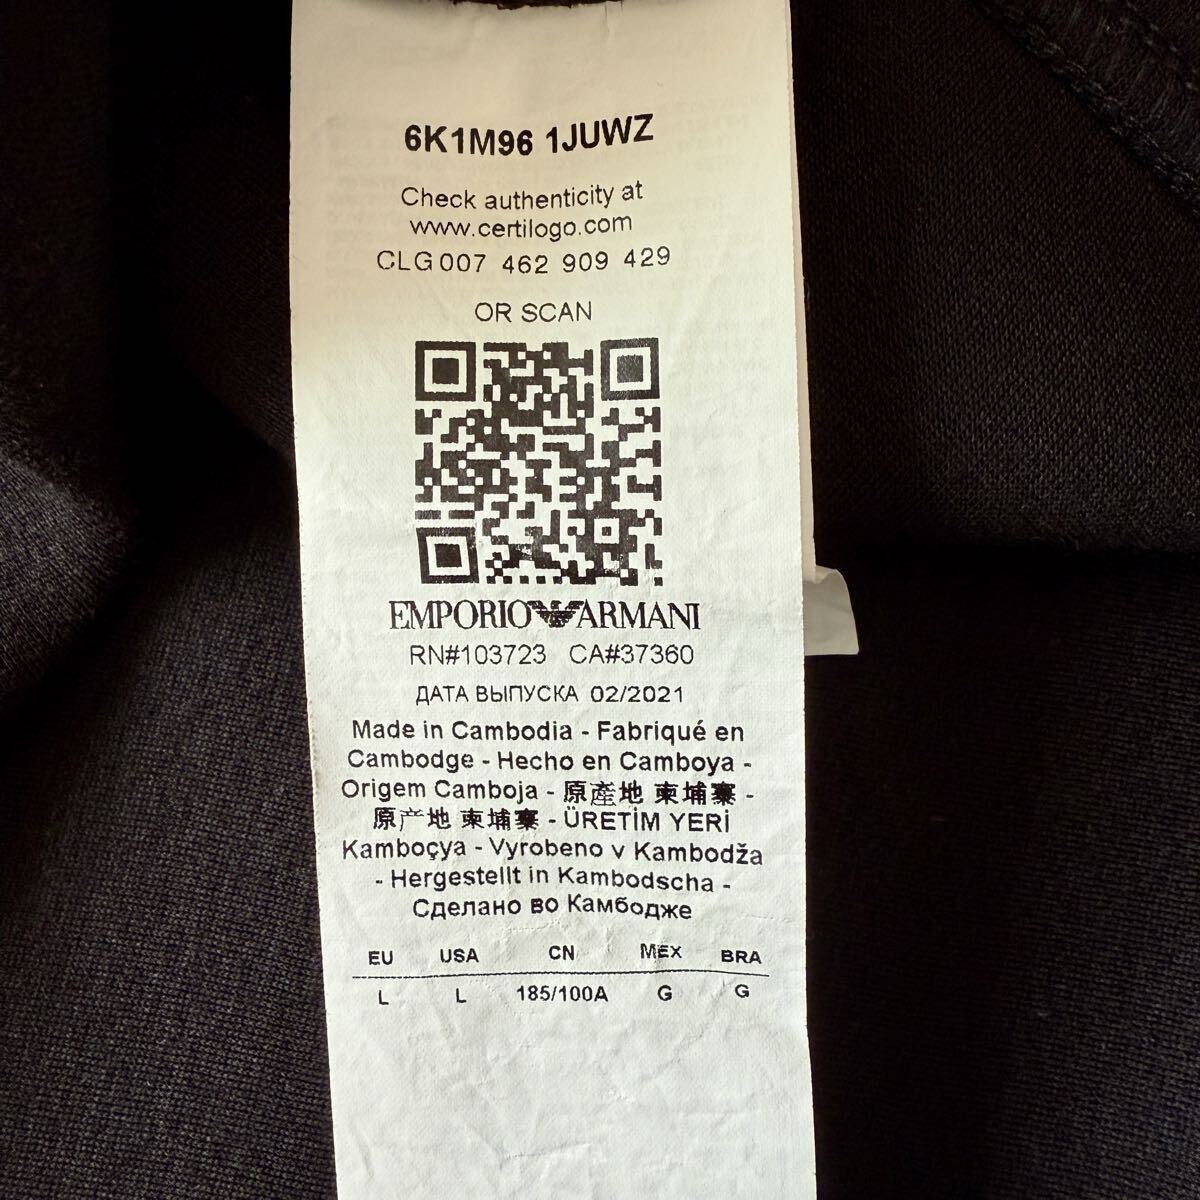 6K1M96 1JUWZ
Check authenticity at
www.certilogo.com
CLG 007 462 909 429
OR SCAN
EMPORIO ARMANI
RN#103723 CA#37360
ДАТА ВЫПУСКА 02/2021
Made in Cambodia - Fabriqué en
Cambodge - Hecho en Camboya -
Origem Camboja - 原產地 柬埔寨 -
原产地 柬埔寨 - ÜRETİM YERİ
Kamboçya - Vyrobeno v Kambodža
- Hergestellt in Kambodscha -
Сделано во Камбодже
EU USA CN MEX BRA
L L 185/100A G G